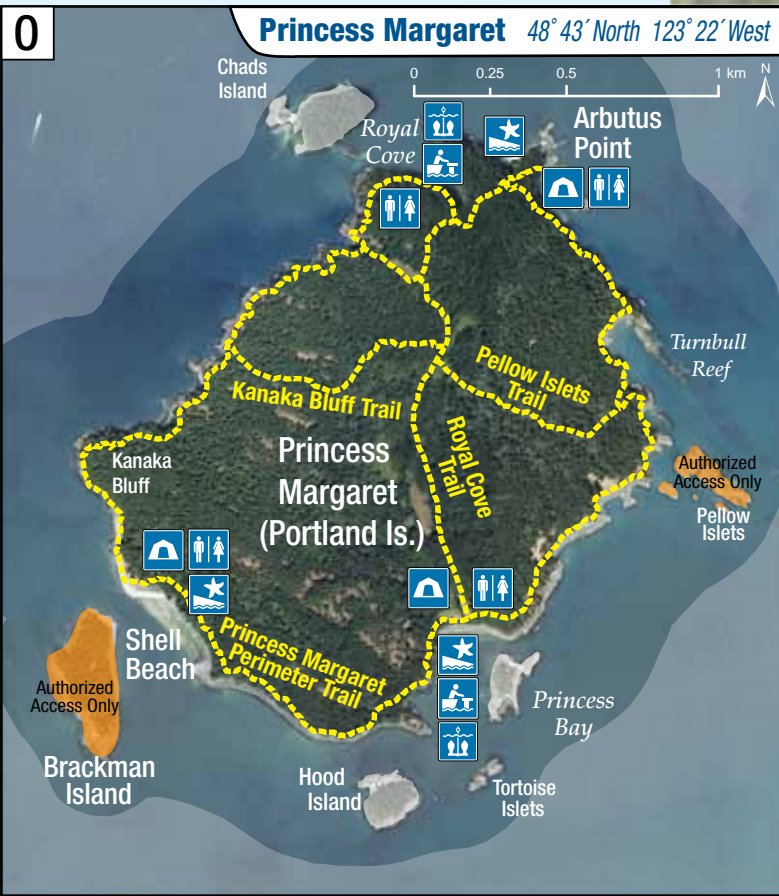 0
Princess Margaret 48° 43´ North 123° 22´ West
Chads
Island
0 0.25 0.5 1 km
N
Royal
Cove
Arbutus
Point
Turnbull
Reef
Pellow Islets
Trail
Kanaka Bluff Trail
Royal Cove
Trail
Kanaka
Bluff
Princess
Margaret
(Portland Is.)
Authorized
Access Only
Pellow
Islets
Shell
Beach
Princess Margaret
Perimeter Trail
Authorized
Access Only
Brackman
Island
Princess
Bay
Hood
Island
Tortoise
Islets